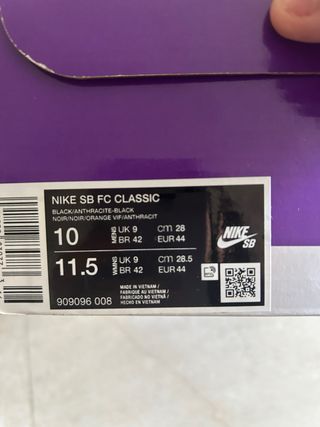 NIKE SB FC CLASSIC
BLACK/ANTHRACITE-BLACK
NOIR/NOIR/ORANGE VIF/ANTHRACIT
10 MENS UK 9 cm 28
BR 42 EUR 44
11.5 WMNS UK 9 cm 28.5
BR 42 EUR 44
NIKE SB
MADE IN VIETNAM /
FABRIQUE AU VIETNAM /
FABRICADO NO VIETNÃ /
HECHO EN VIETNAM
909096 008